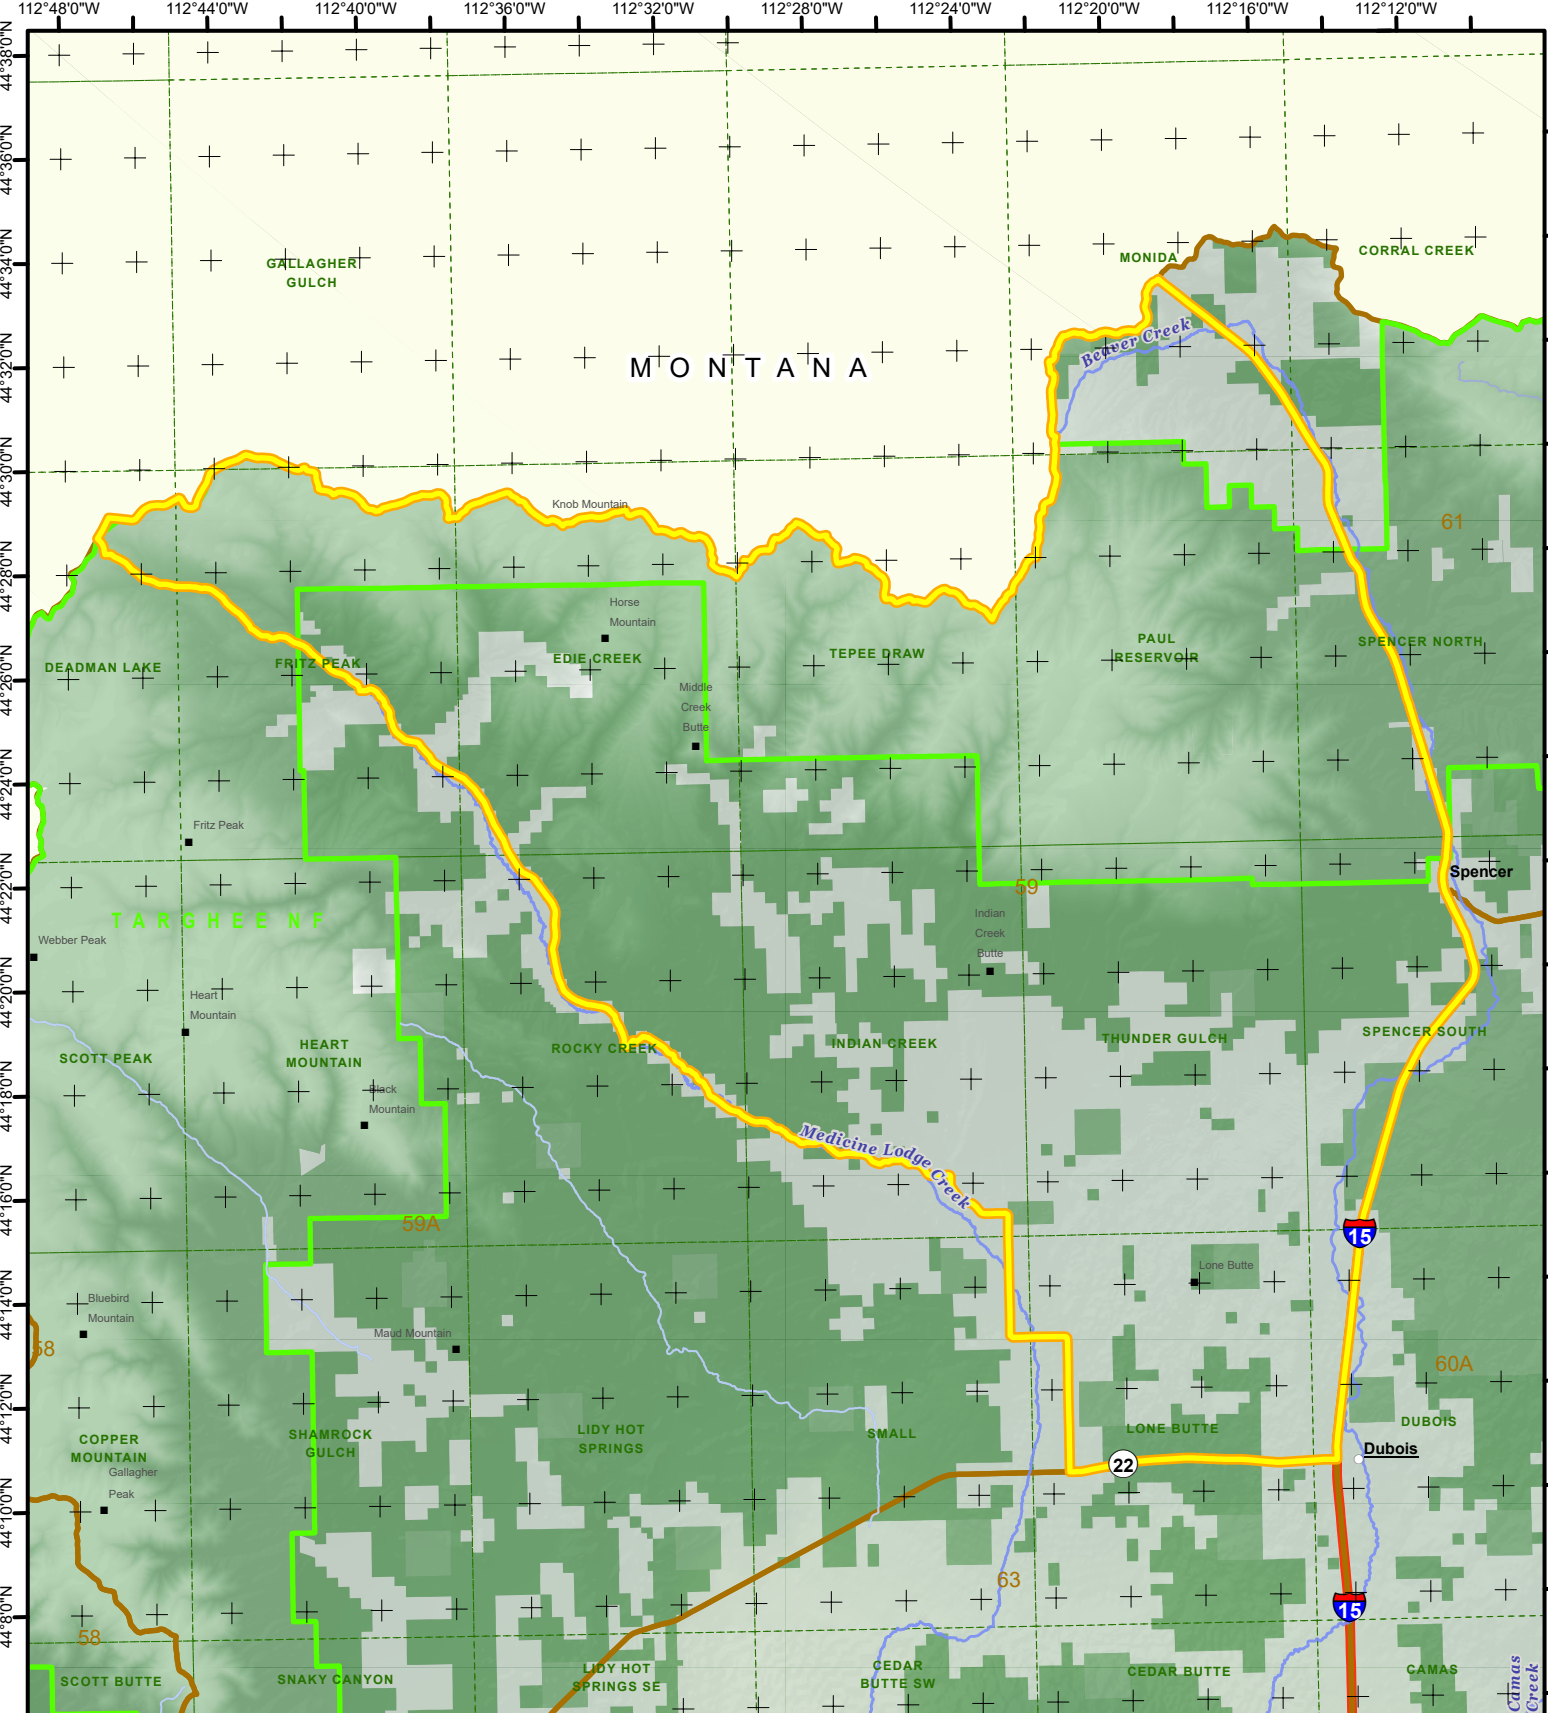 112°48'0"W
112°44'0"W
112°40'0"W
112°36'0"W
112°32'0"W
112°28'0"W
112°24'0"W
112°20'0"W
112°16'0"W
112°12'0"W
44°38'0"N
44°36'0"N
44°34'0"N
44°32'0"N
44°30'0"N
44°28'0"N
44°26'0"N
44°24'0"N
44°22'0"N
44°20'0"N
44°18'0"N
44°16'0"N
44°14'0"N
44°12'0"N
44°10'0"N
44°8'0"N
GALLAGHER
GULCH
MONIDA
CORRAL CREEK
Beaver Creek
MONTANA
Knob Mountain
61
Horse
Mountain
DEADMAN LAKE
FRITZ PEAK
EDIE CREEK
TEPEE DRAW
PAUL
RESERVOIR
SPENCER NORTH
Middle
Creek
Butte
Fritz Peak
Spencer
59
TARGHEE NF
Webber Peak
Indian
Creek
Butte
Heart
Mountain
SCOTT PEAK
HEART
MOUNTAIN
ROCKY CREEK
INDIAN CREEK
THUNDER GULCH
SPENCER SOUTH
Black
Mountain
Medicine Lodge
Creek
59A
15
Lone Butte
Bluebird
Mountain
58
Maud Mountain
60A
COPPER
MOUNTAIN
SHAMROCK
GULCH
LIDY HOT
SPRINGS
SMALL
LONE BUTTE
DUBOIS
Dubois
22
Gallagher
Peak
63
15
58
SCOTT BUTTE
SNAKY CANYON
LIDY HOT
SPRINGS SE
CEDAR
BUTTE SW
CEDAR BUTTE
CAMAS
Camas
Creek